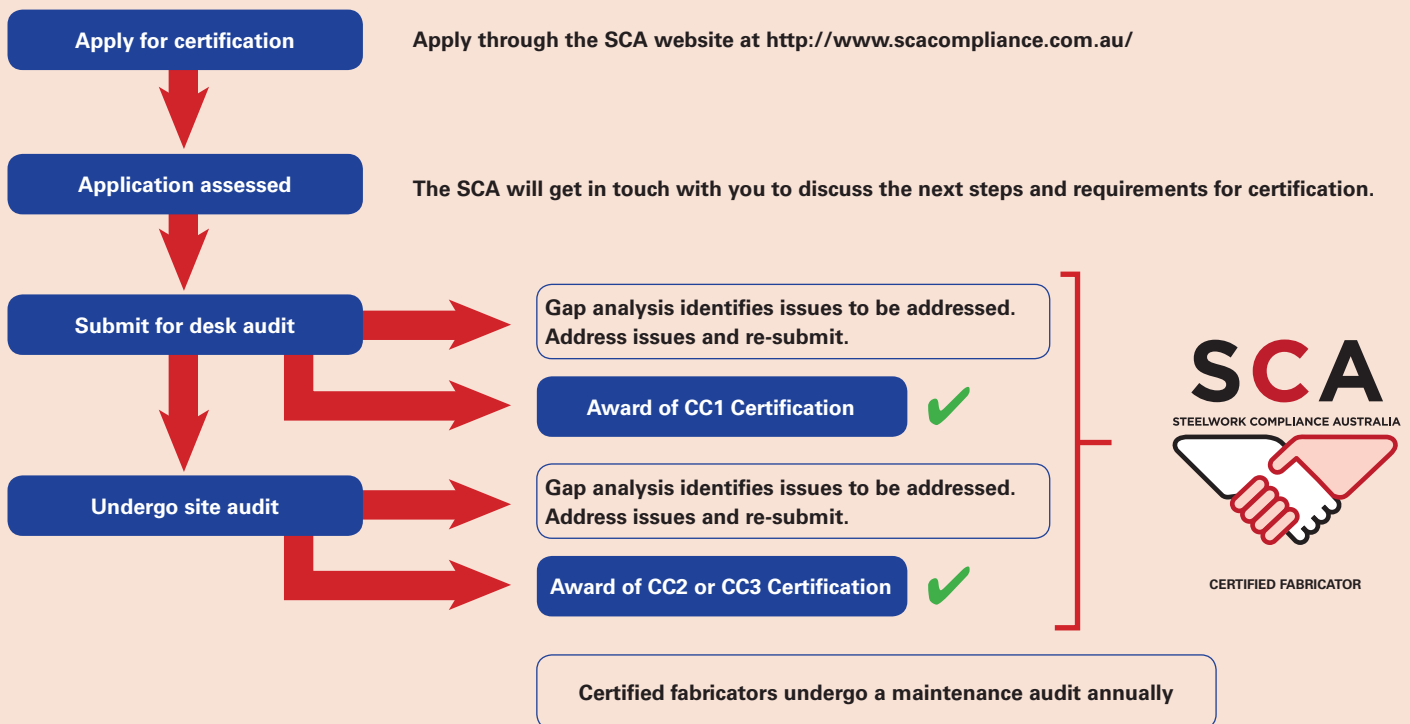 Apply for certification
Apply through the SCA website at http://www.scacompliance.com.au/
Application assessed
The SCA will get in touch with you to discuss the next steps and requirements for certification.
Submit for desk audit
Gap analysis identifies issues to be addressed.
Address issues and re-submit.
Award of CC1 Certification
Undergo site audit
Gap analysis identifies issues to be addressed.
Address issues and re-submit.
Award of CC2 or CC3 Certification
SCA
STEELWORK COMPLIANCE AUSTRALIA
CERTIFIED FABRICATOR
Certified fabricators undergo a maintenance audit annually